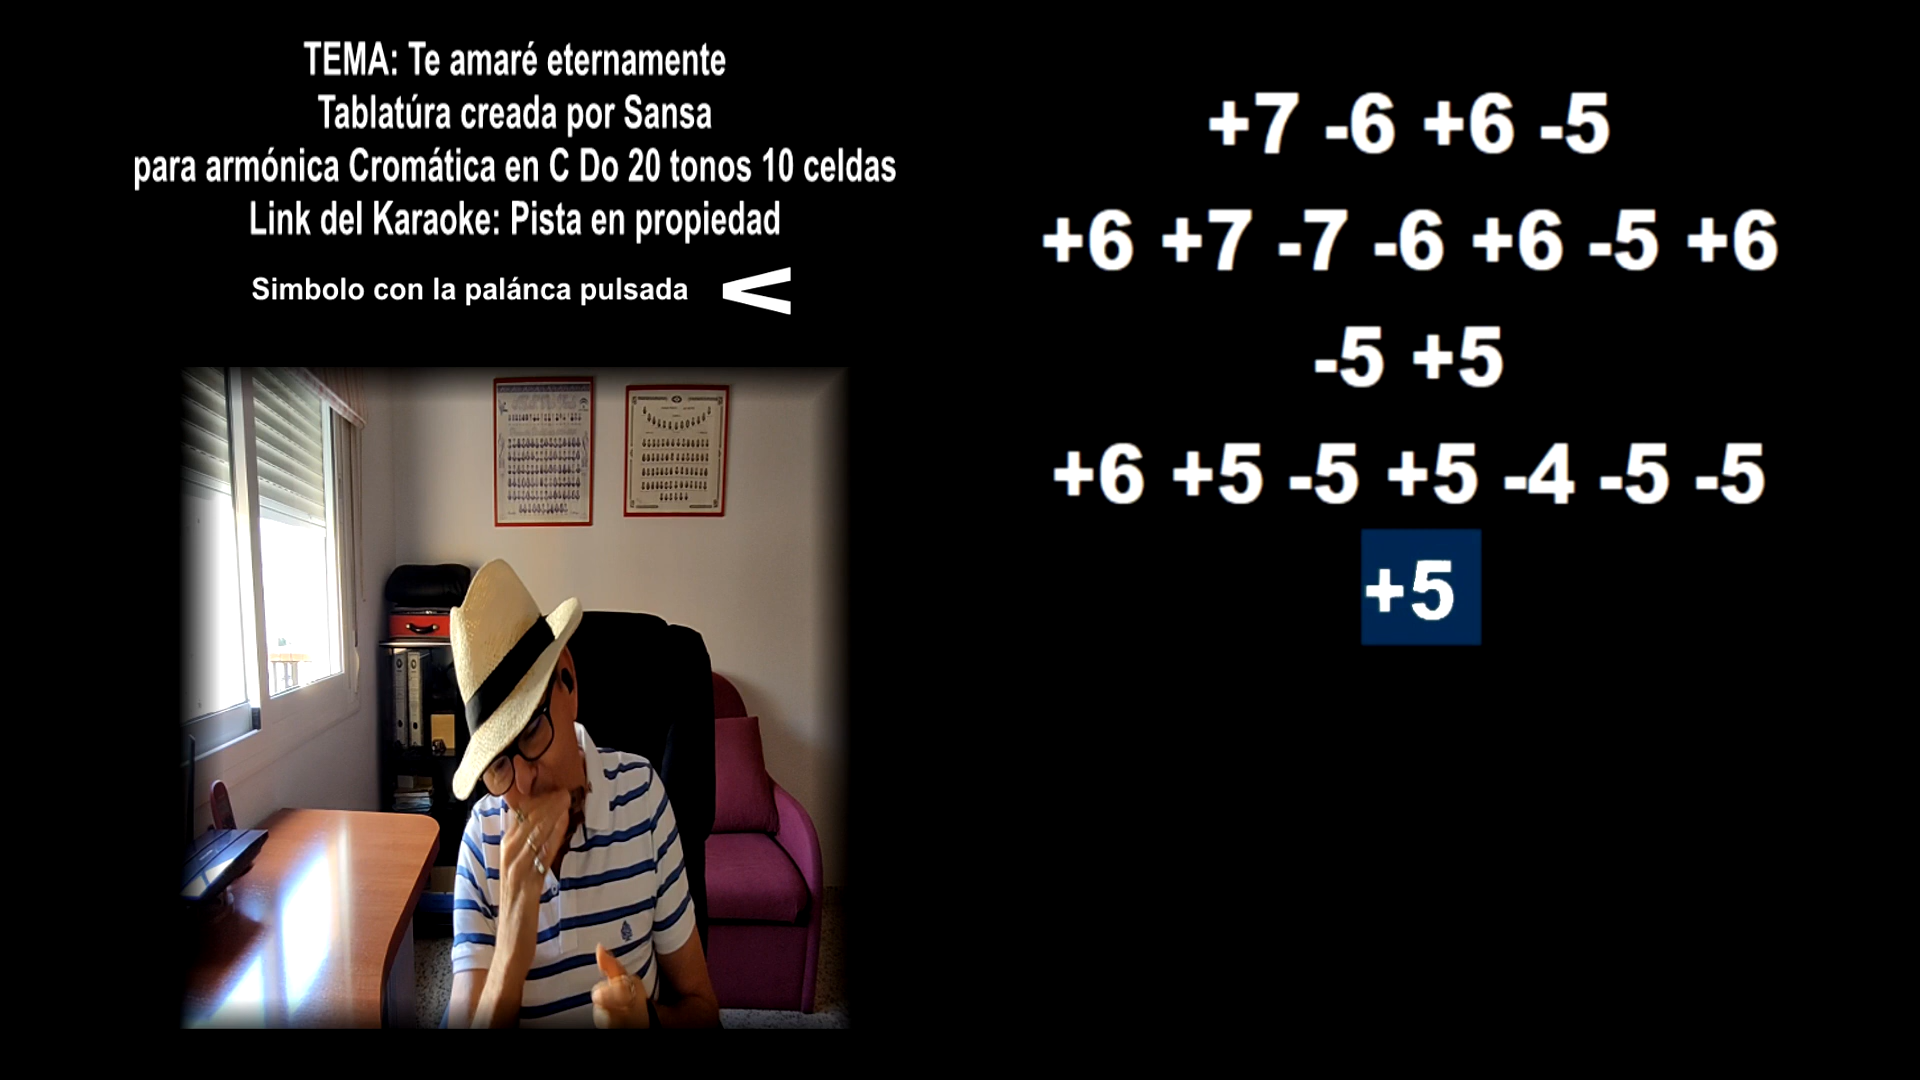 TEMA: Te amaré eternamente
Tablatúra creada por Sansa
para armónica Cromática en C Do 20 tonos 10 celdas
Link del Karaoke: Pista en propiedad
Simbolo con la palánca pulsada <
+7 -6 +6 -5
+6 +7 -7 -6 +6 -5 +6
-5 +5
+6 +5 -5 +5 -4 -5 -5
+5